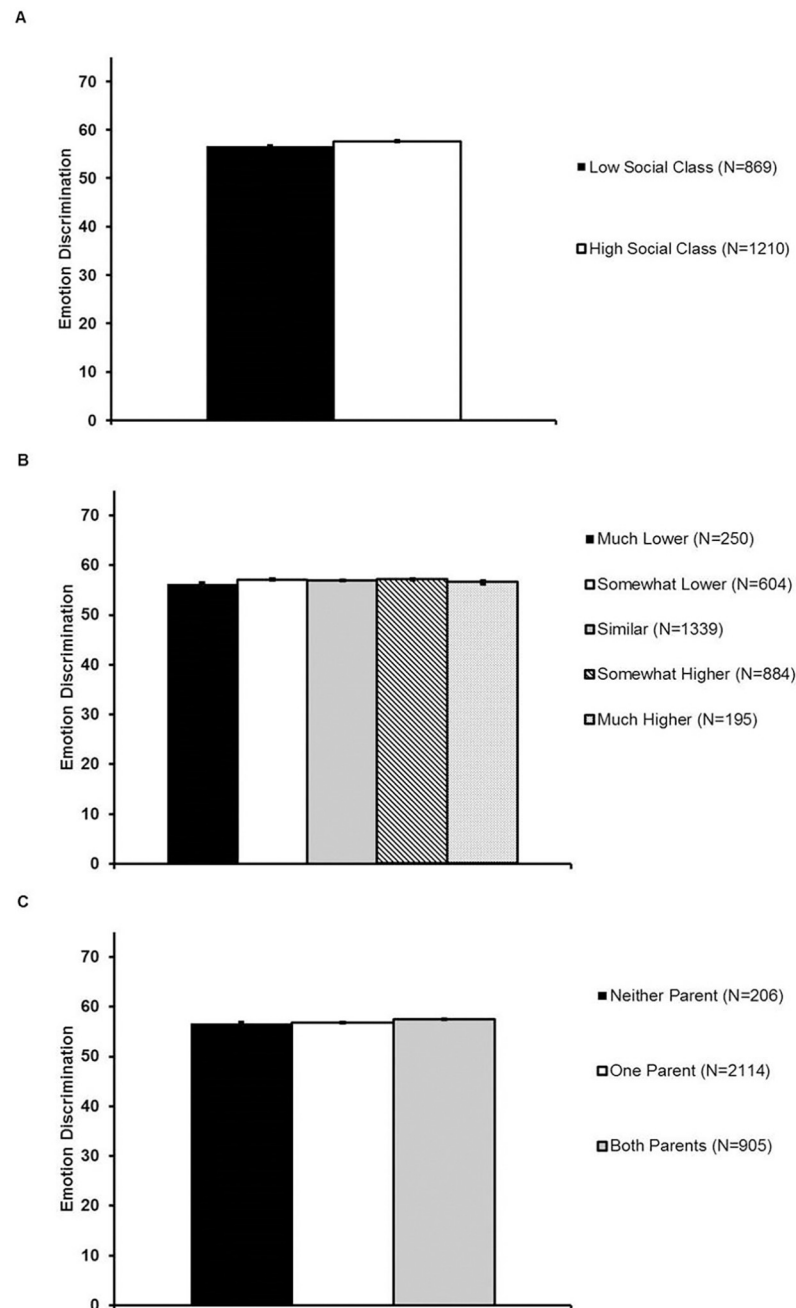 A
70
60
50
40
30
20
10
0
Emotion Discrimination
Low Social Class (N=869)
High Social Class (N=1210)
B
70
60
50
40
30
20
10
0
Emotion Discrimination
Much Lower (N=250)
Somewhat Lower (N=604)
Similar (N=1339)
Somewhat Higher (N=884)
Much Higher (N=195)
C
70
60
50
40
30
20
10
0
Emotion Discrimination
Neither Parent (N=206)
One Parent (N=2114)
Both Parents (N=905)